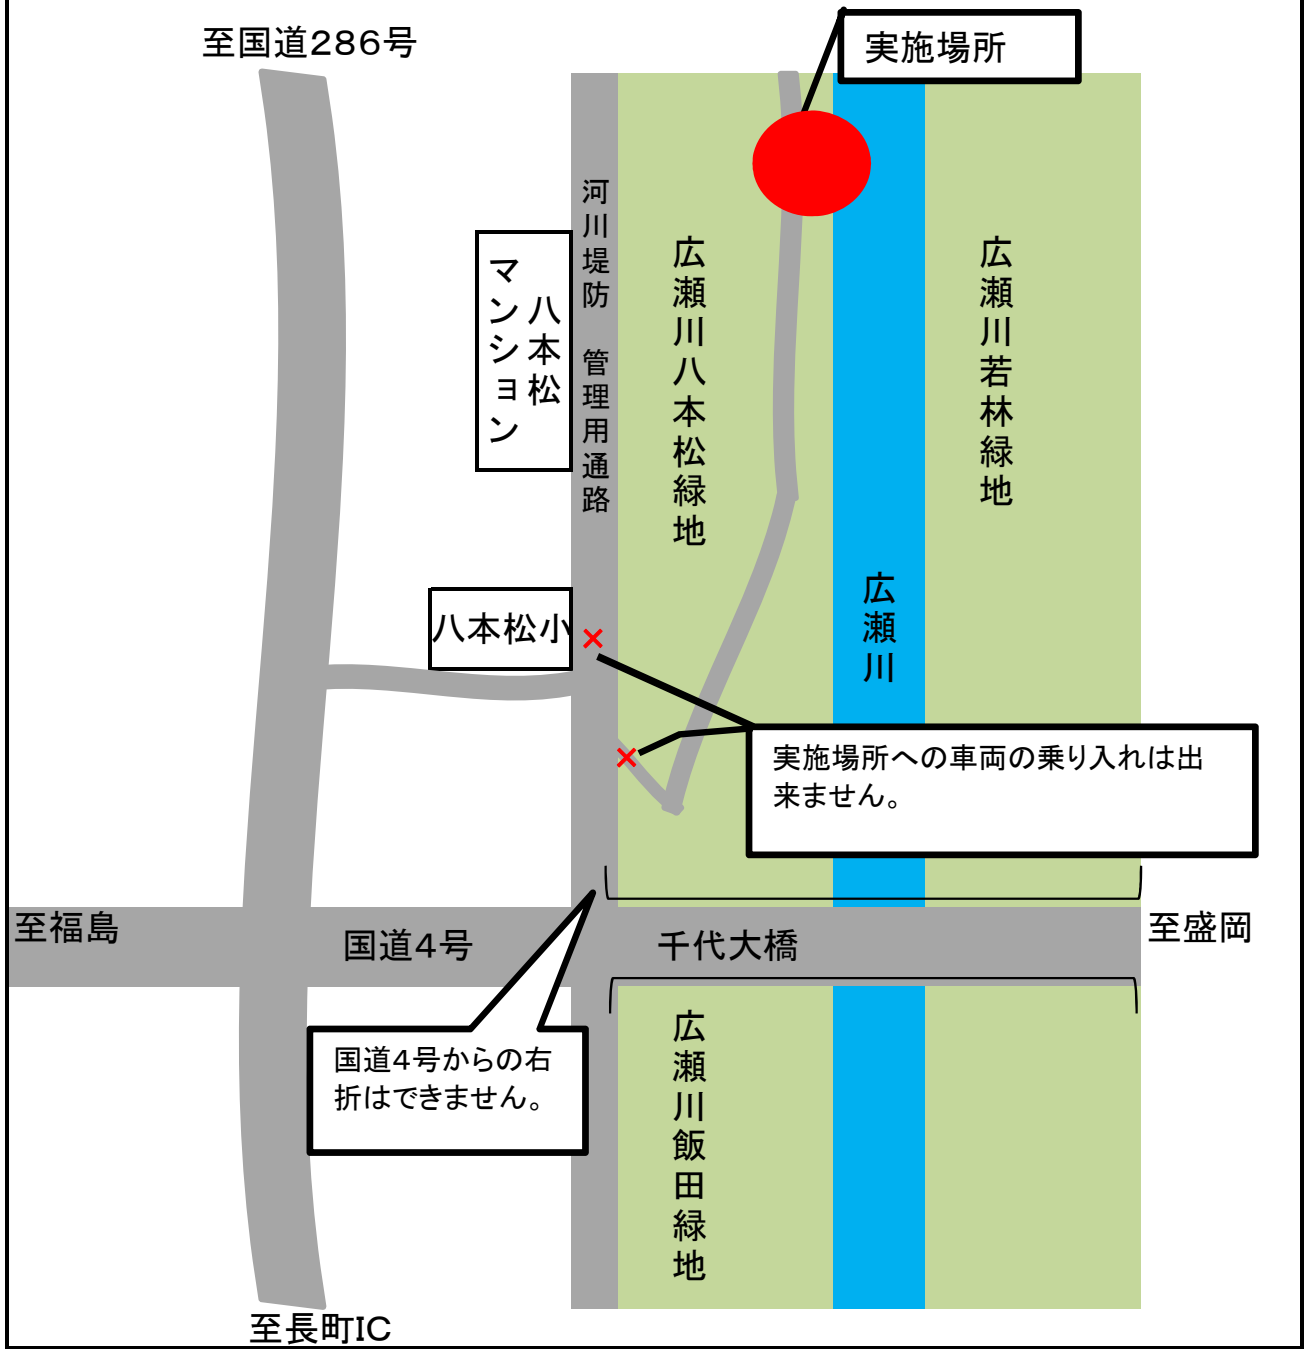 至国道286号
実施場所
河川堤防　管理用通路
八本松
マンション
広瀬川八本松緑地
広瀬川若林緑地
広瀬川
八本松小
実施場所への車両の乗り入れは出
来ません。
至福島
国道4号
千代大橋
至盛岡
国道4号からの右
折はできません。
広瀬川飯田緑地
至長町IC